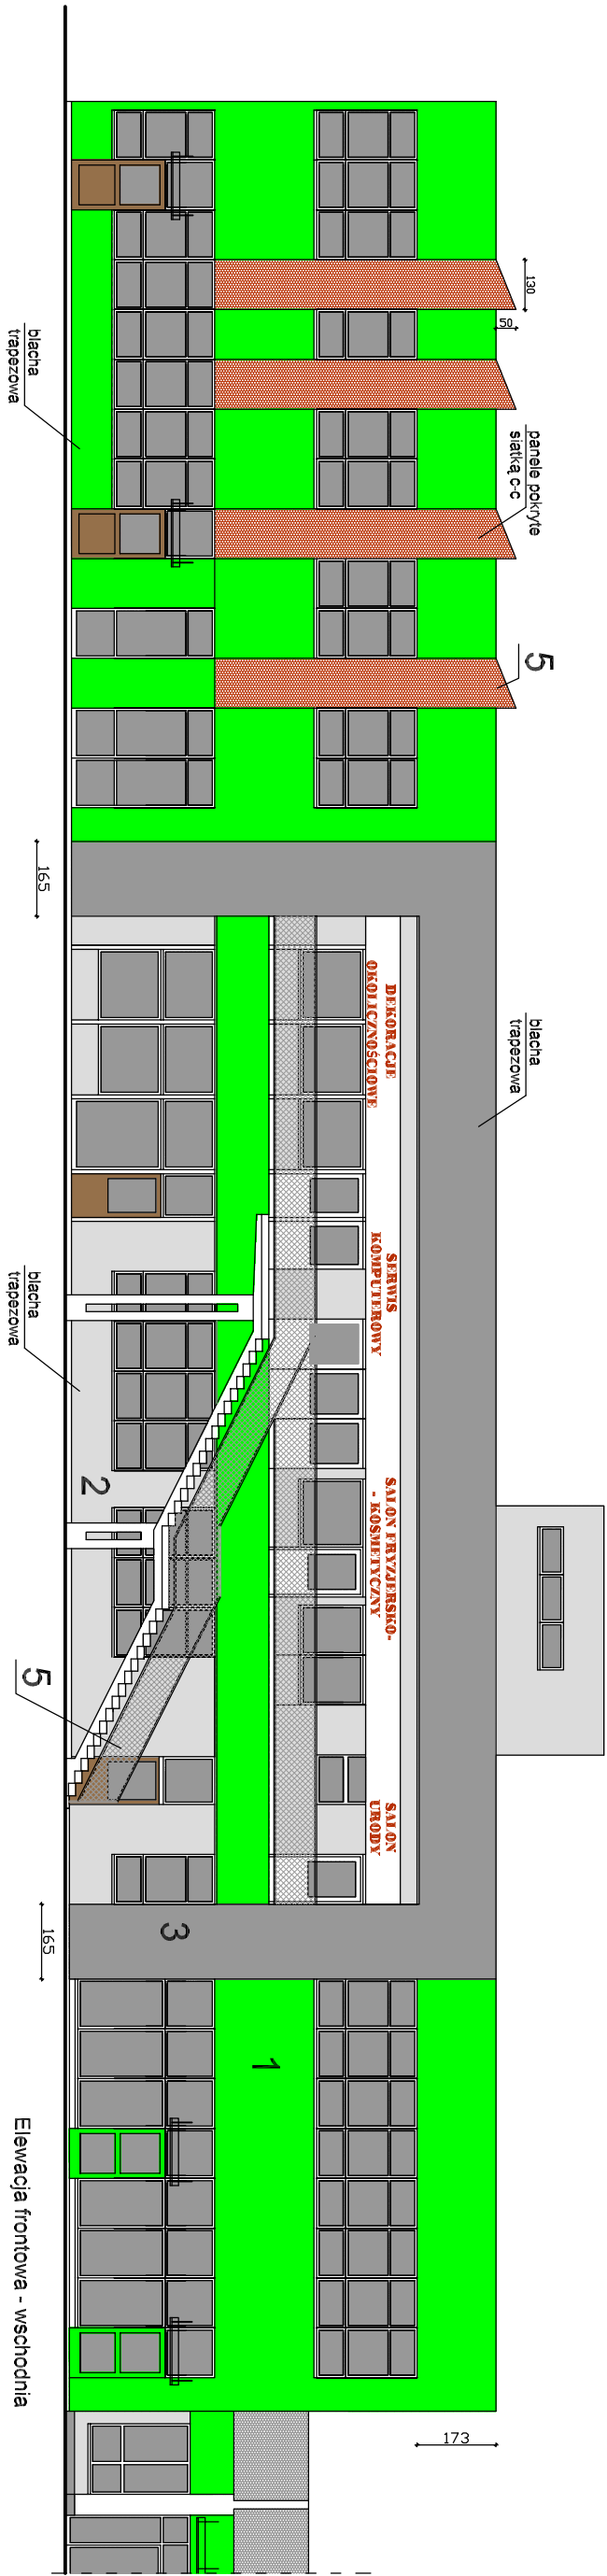 130
50
panele pokryte
siatką c-c
5
blacha
trapezowa
165
blacha
trapezowa
DEKORACJE
OKOLICZNOŚCIOWE
SERWIS
KOMPUTEROWY
SALON FRYZJERSKO-
- KOSMETYCZNY
SALON
URODY
blacha
trapezowa
2
5
3
165
1
173
Elewacja frontowa - wschodnia